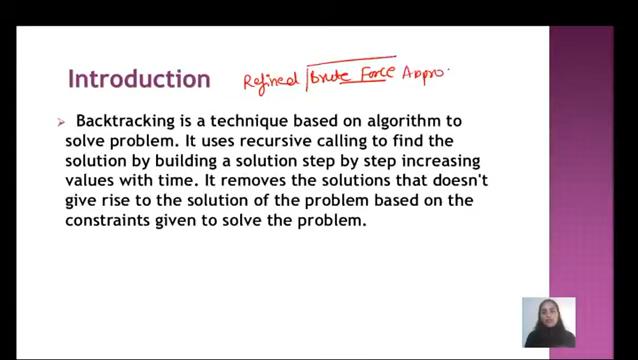 Introduction Refined Brute Force Appro.
Backtracking is a technique based on algorithm to
solve problem. It uses recursive calling to find the
solution by building a solution step by step increasing
values with time. It removes the solutions that doesn't
give rise to the solution of the problem based on the
constraints given to solve the problem.